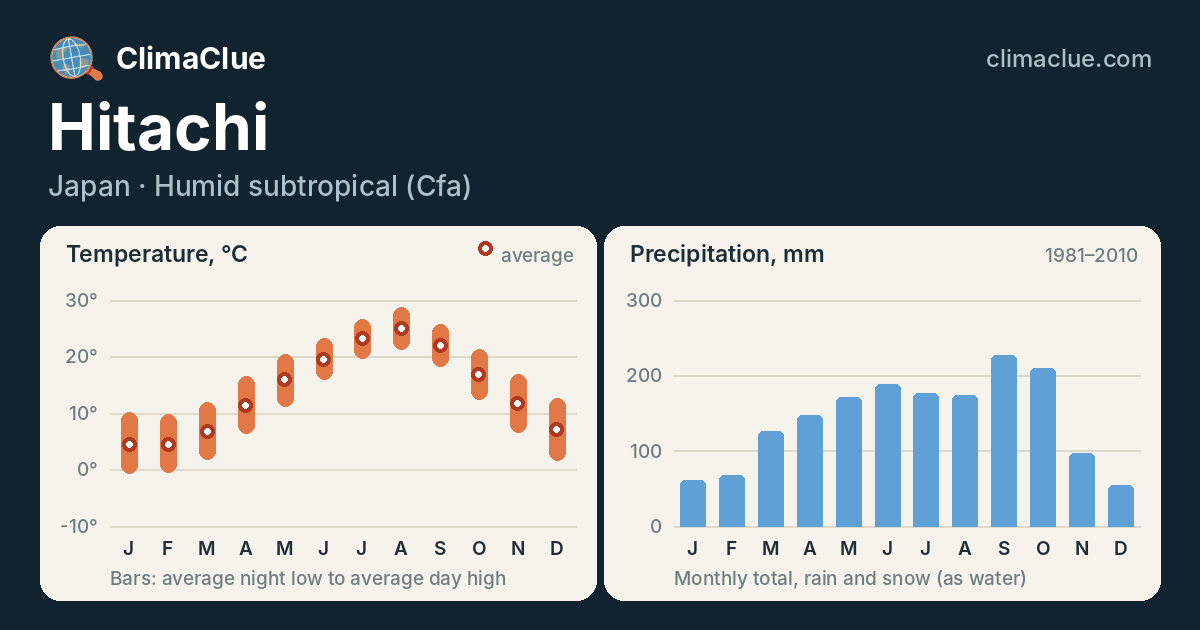 ClimaClue
climaclue.com
Hitachi
Japan · Humid subtropical (Cfa)
Temperature, °C
average
30°
20°
10°
0°
-10°
J F M A M J J A S O N D
Bars: average night low to average day high
Precipitation, mm
1981–2010
300
200
100
0
J F M A M J J A S O N D
Monthly total, rain and snow (as water)